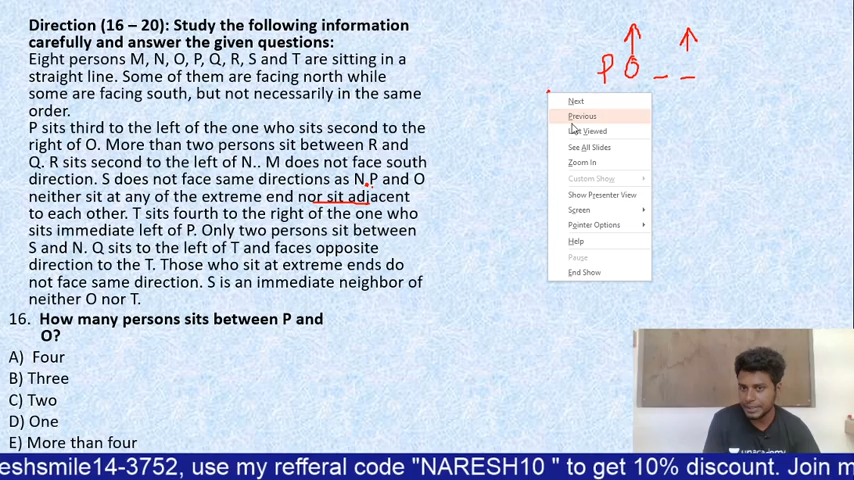 Direction (16 – 20): Study the following information
carefully and answer the given questions:
Eight persons M, N, O, P, Q, R, S and T are sitting in a
straight line. Some of them are facing north while
some are facing south, but not necessarily in the same
order.
P sits third to the left of the one who sits second to the
right of O. More than two persons sit between R and
Q. R sits second to the left of N.. M does not face south
direction. S does not face same directions as N.P and O
neither sit at any of the extreme end nor sit adjacent
to each other. T sits fourth to the right of the one who
sits immediate left of P. Only two persons sit between
S and N. Q sits to the left of T and faces opposite
direction to the T. Those who sit at extreme ends do
not face same direction. S is an immediate neighbor of
neither O nor T.
16. How many persons sits between P and
O?
A) Four
B) Three
C) Two
D) One
E) More than four
P O _ _
Next
Previous
Last Viewed
See All Slides
Zoom In
Custom Show
Show Presenter View
Screen
Pointer Options
Help
Pause
End Show
unacademy
eshsmile14-3752, use my refferal code "NARESH10 " to get 10% discount. Join m